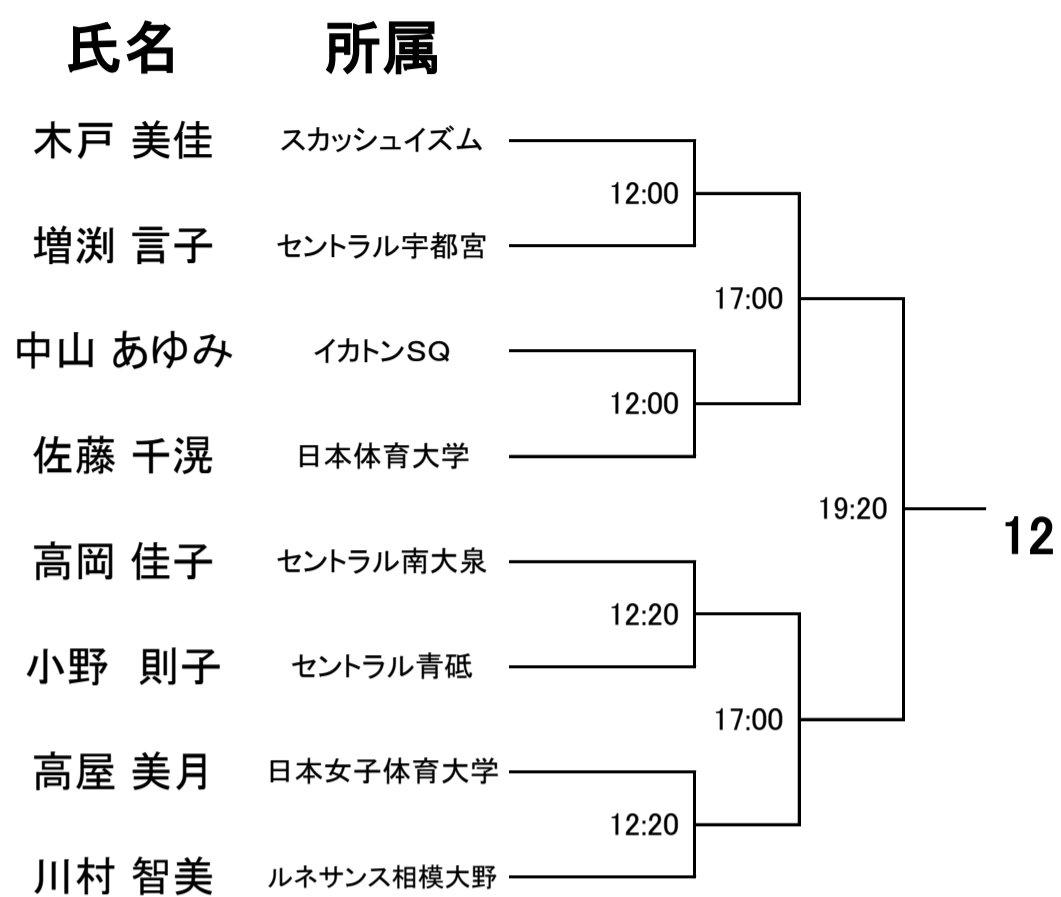 氏名 所属
木戸 美佳 スカッシュイズム
12:00
増渕 言子 セントラル宇都宮
17:00
中山 あゆみ イカトンSQ
12:00
佐藤 千滉 日本体育大学
19:20
12
高岡 佳子 セントラル南大泉
12:20
小野 則子 セントラル青砥
17:00
高屋 美月 日本女子体育大学
12:20
川村 智美 ルネサンス相模大野